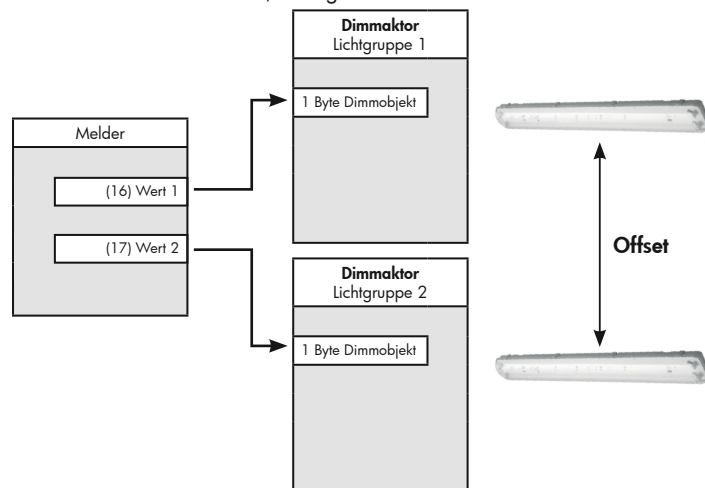 Dimmaktor
Lichtgruppe 1
1 Byte Dimmobjekt
Melder
(16) Wert 1
(17) Wert 2
Offset
Dimmaktor
Lichtgruppe 2
1 Byte Dimmobjekt